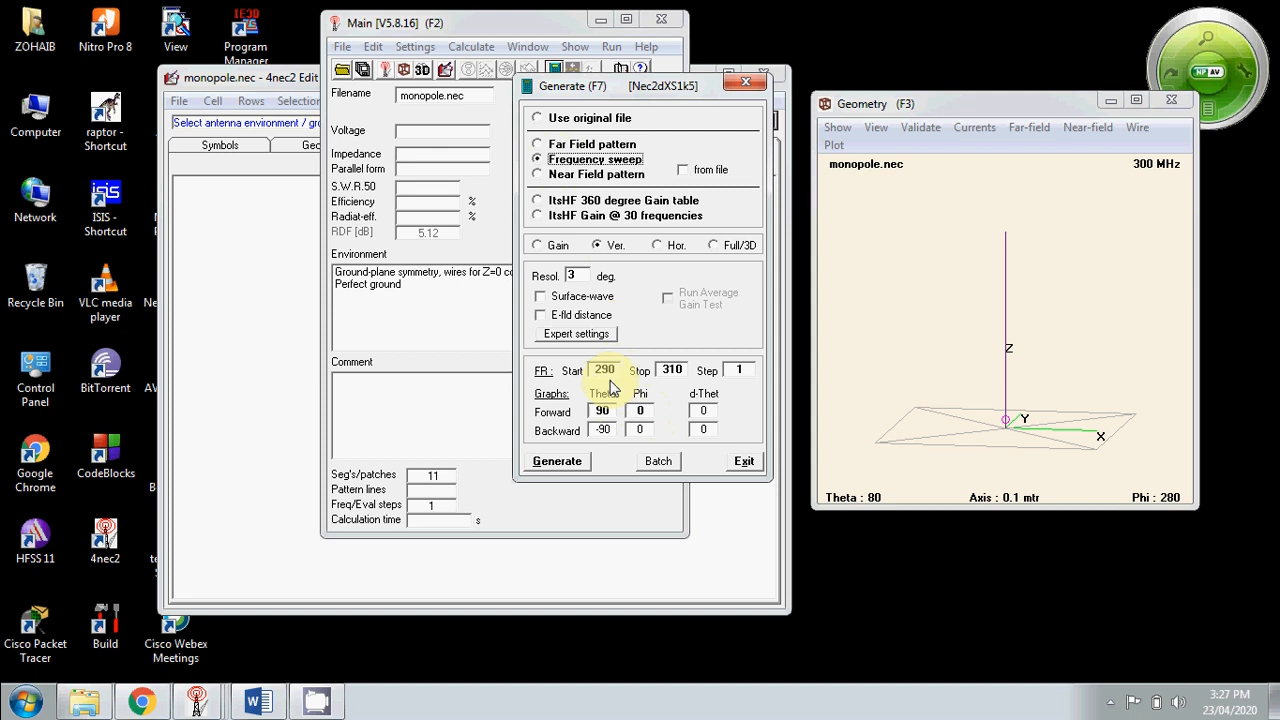 ZOHAIB
Nitro Pro 8
View
Program Manager
Computer
raptor - Shortcut
Network
ISIS - Shortcut
Recycle Bin
VLC media player
Control Panel
BitTorrent
Google Chrome
CodeBlocks
HFSS 11
4nec2
Cisco Packet Tracer
Build
Cisco Webex Meetings
monopole.nec - 4nec2 Edit
File Cell Rows Selection
Select antenna environment / gro
Symbols
Geo
Main [V5.8.16] (F2)
File Edit Settings Calculate Window Show Run Help
3D
Filename monopole.nec
Voltage
Impedance
Parallel form
S.W.R.50
Efficiency %
Radiat-eff. %
RDF [dB] 5.12
Environment
Ground-plane symmetry, wires for Z=0 co
Perfect ground
Comment
Seg's/patches 11
Pattern lines
Freq/Eval steps 1
Calculation time s
Generate (F7) [Nec2dXS1k5]
Use original file
Far Field pattern
Frequency sweep
from file
Near Field pattern
ItsHF 360 degree Gain table
ItsHF Gain @ 30 frequencies
Gain Ver. Hor. Full/3D
Resol. 3 deg.
Surface-wave
Run Average Gain Test
E-fld distance
Expert settings
FR : Start 290 Stop 310 Step 1
Graphs: Theta Phi d-Thet
Forward 90 0 0
Backward -90 0 0
Generate Batch Exit
Geometry (F3)
Show View Validate Currents Far-field Near-field Wire
Plot
monopole.nec 300 MHz
Z
Y
X
Theta : 80 Axis : 0.1 mtr Phi : 280
HP AV
3:27 PM
23/04/2020